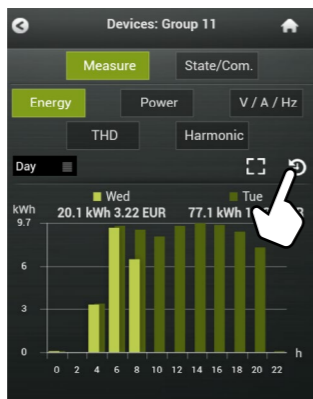 Devices: Group 11
Measure State/Com.
Energy Power V / A / Hz
THD Harmonic
Day
Wed Tue
kWh 20.1 kWh 3.22 EUR 77.1 kWh
9.7
6
3
0 h
0 2 4 6 8 10 12 14 16 18 20 22